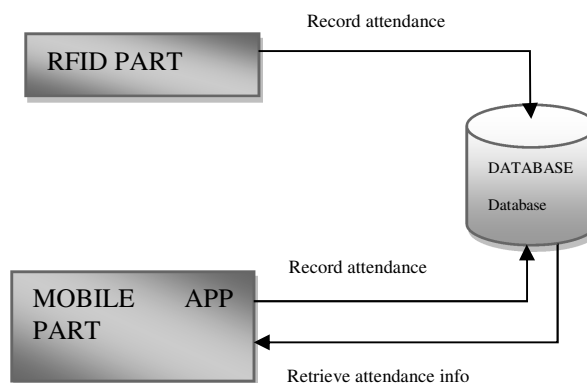 Record attendance
RFID PART
DATABASE
Database
Record attendance
MOBILE APP
PART
Retrieve attendance info